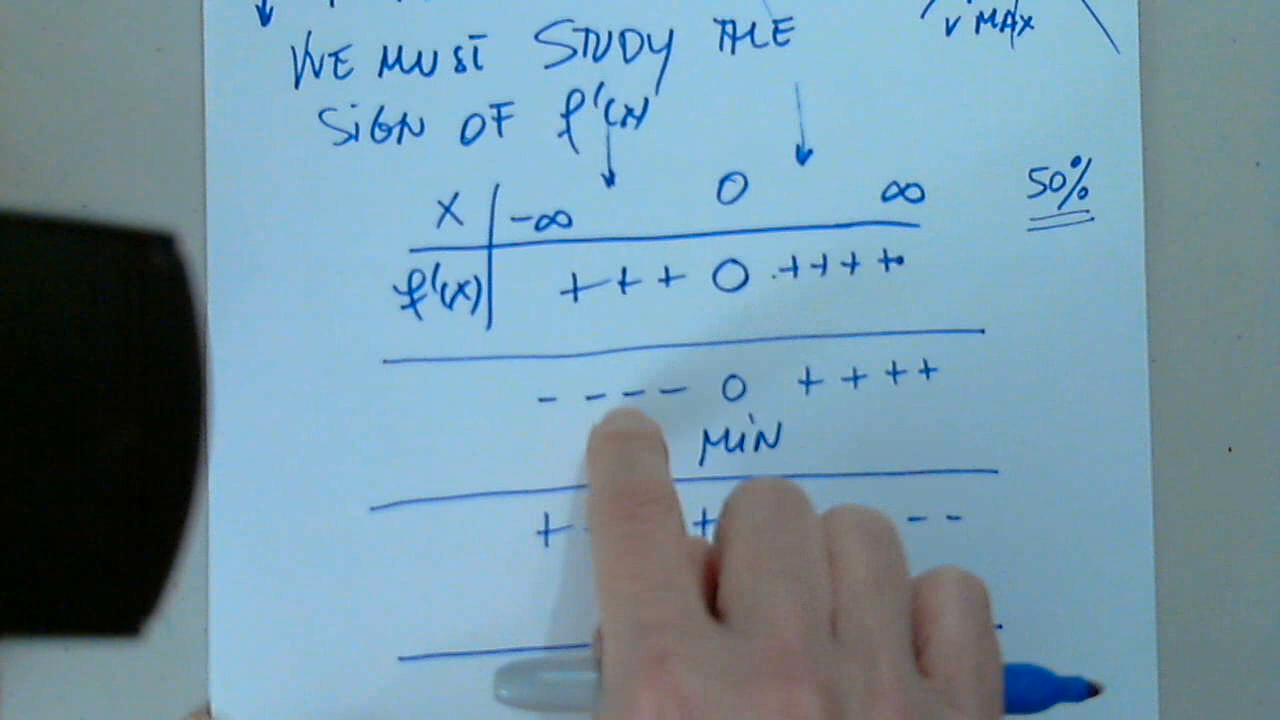 ✓ MAX
WE MUST STUDY THE
SIGN OF f'(x)
x -∞ 0 ∞
50%
f'(x) + + + 0 + + + +
- - - - 0 + + + +
MIN
+ - + - -